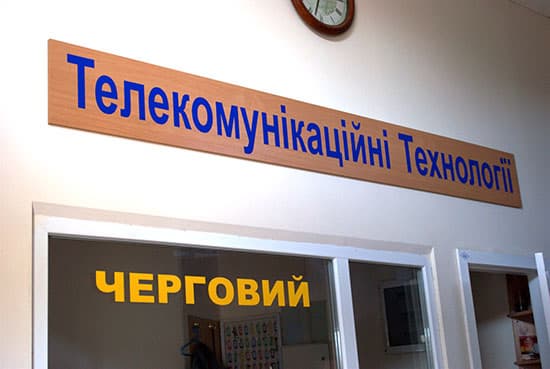 Телекомунікаційні Технології
ЧЕРГОВИЙ